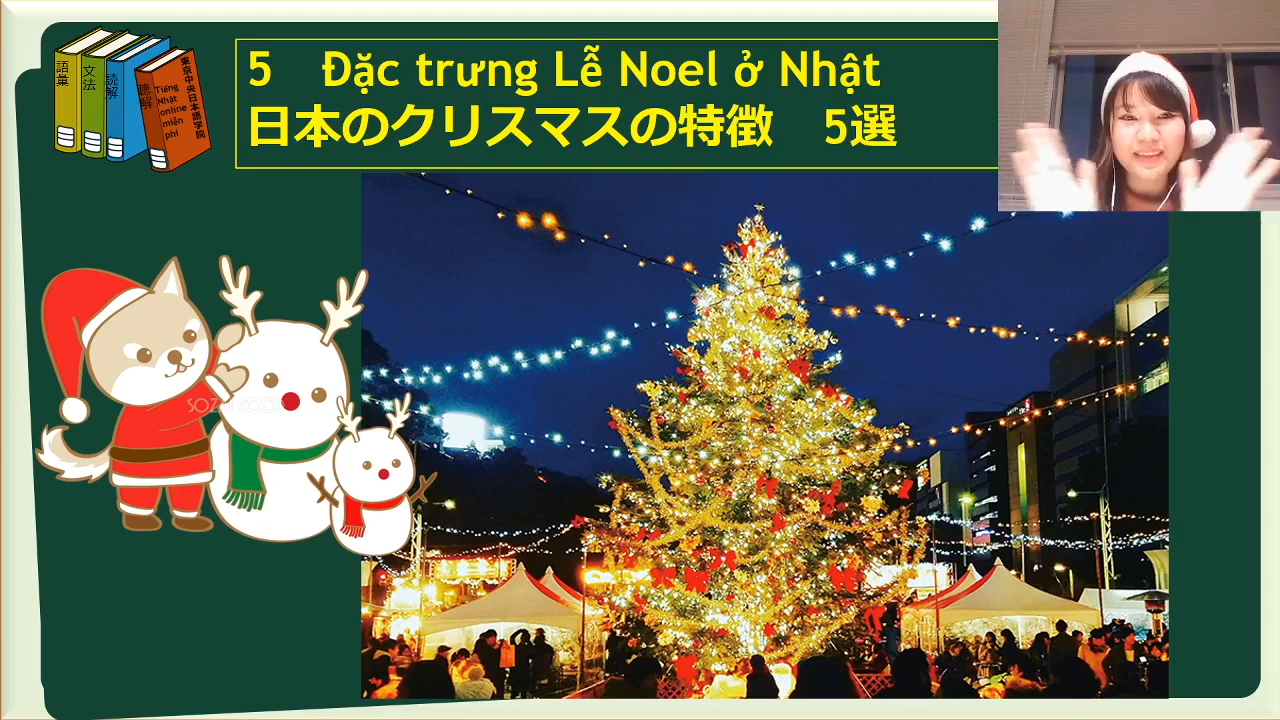 5 Đặc trưng Lễ Noel ở Nhật
日本のクリスマスの特徴 5選
語彙
文法
読解
聴解
Tiếng
Nhật
online
miễn
phí
東京中央日本語学院